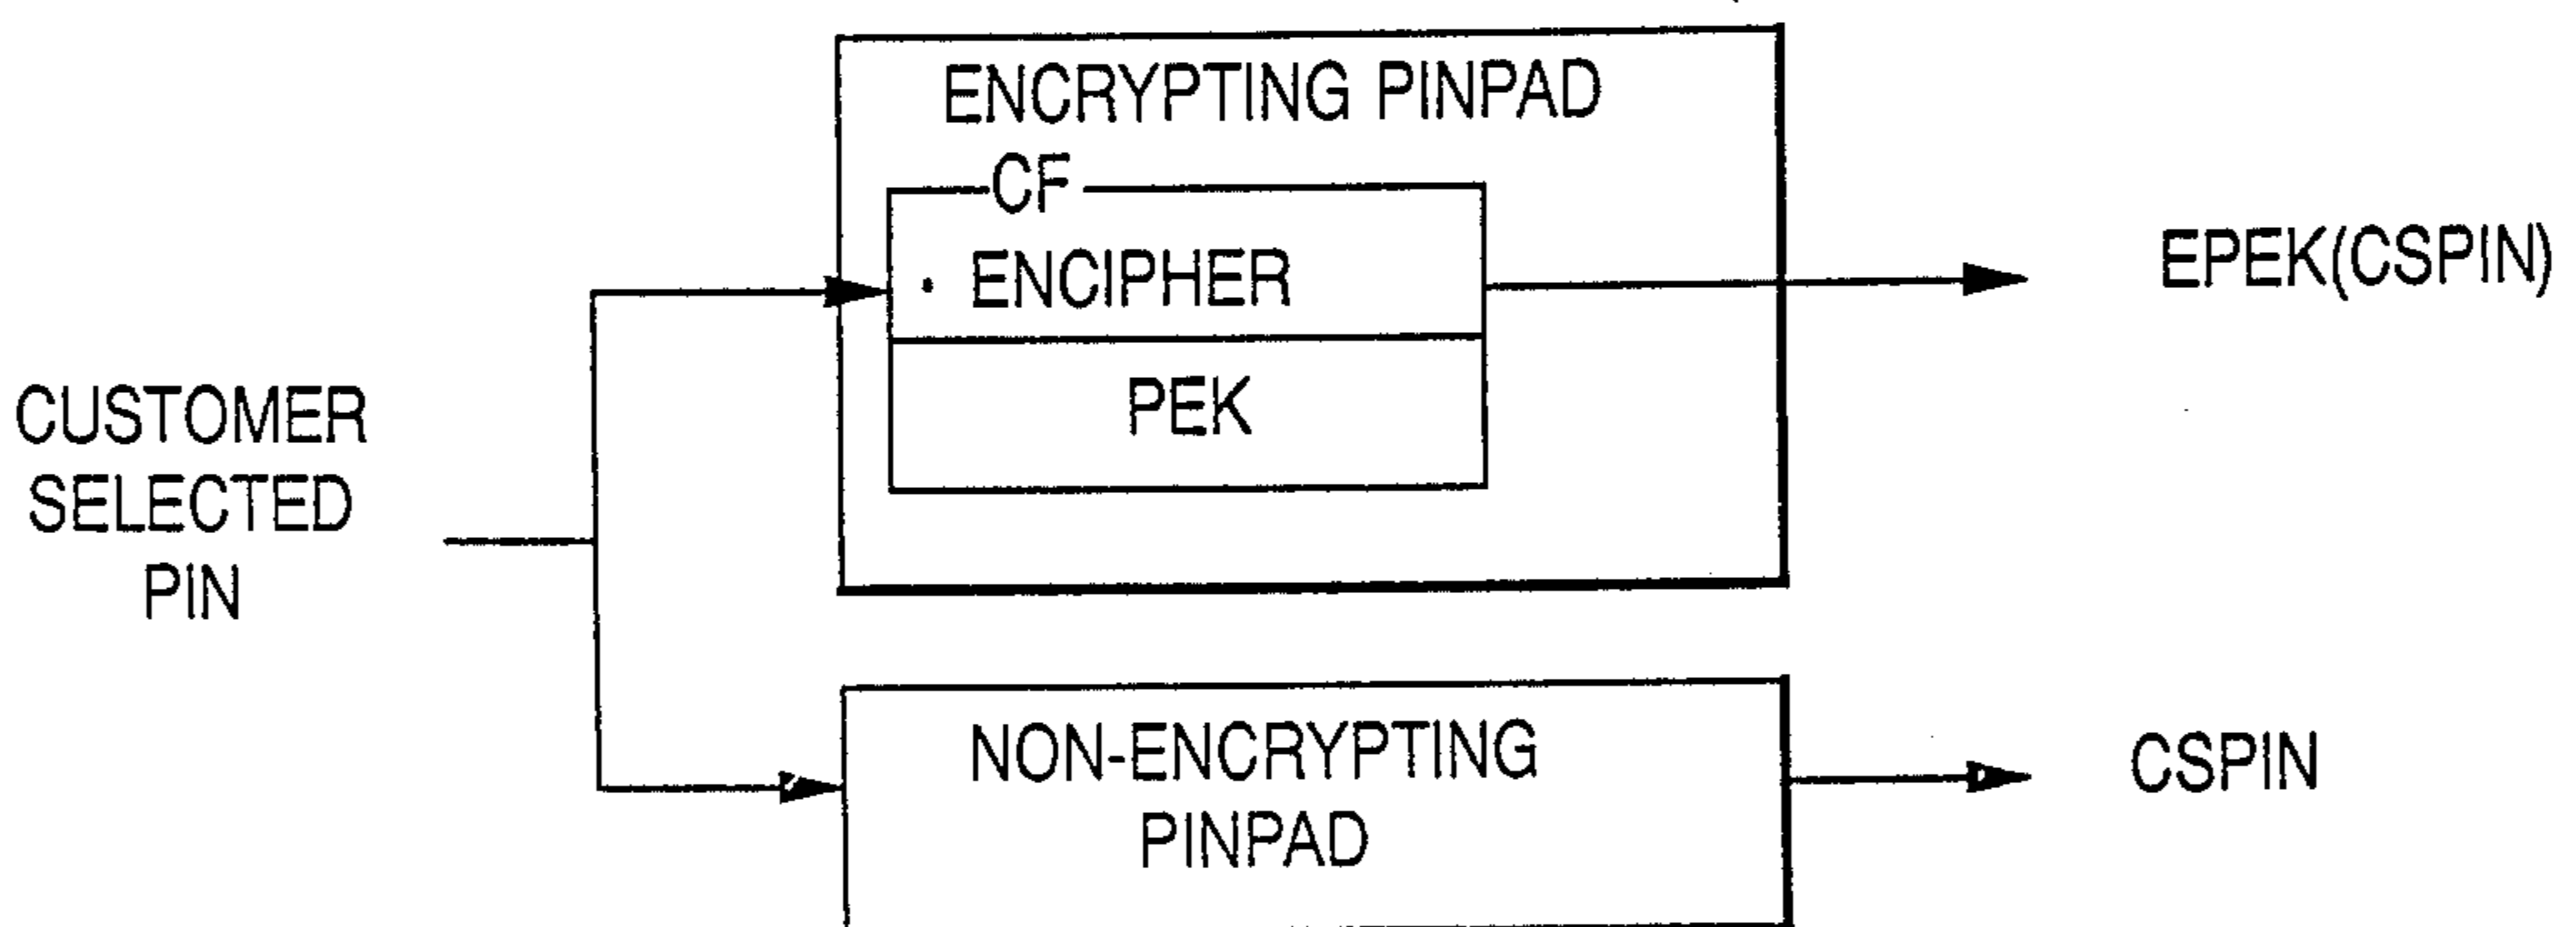 ENCRYPTING PINPAD
CF
· ENCIPHER
EPEK(CSPIN)
PEK
CUSTOMER
SELECTED
PIN
NON-ENCRYPTING
PINPAD
CSPIN